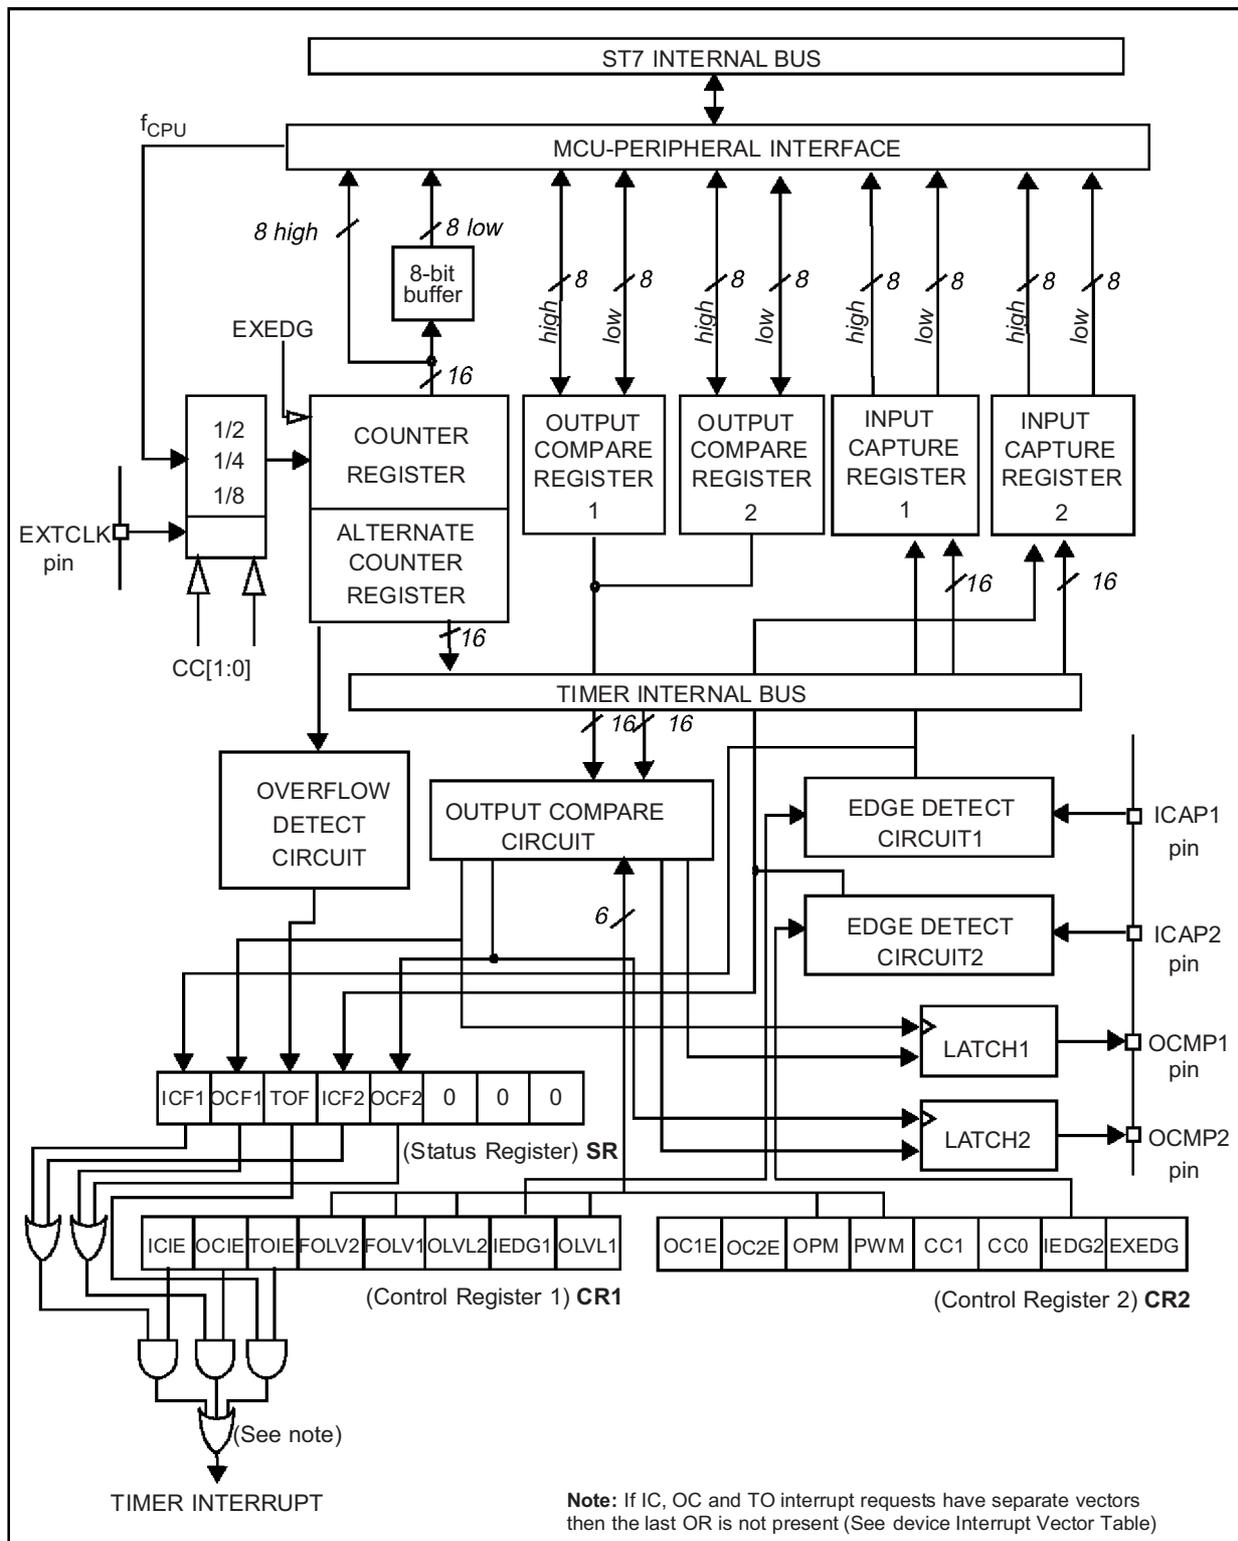 ST7 INTERNAL BUS
fCPU
MCU-PERIPHERAL INTERFACE
8 high
8 low
8-bit
buffer
8
8
8
8
8
8
8
8
high
low
high
low
high
low
high
low
EXEDG
16
1/2
1/4
1/8
COUNTER
REGISTER
OUTPUT
COMPARE
REGISTER
1
OUTPUT
COMPARE
REGISTER
2
INPUT
CAPTURE
REGISTER
1
INPUT
CAPTURE
REGISTER
2
EXTCLK
pin
ALTERNATE
COUNTER
REGISTER
16
16
16
CC[1:0]
TIMER INTERNAL BUS
16
16
OVERFLOW
DETECT
CIRCUIT
OUTPUT COMPARE
CIRCUIT
EDGE DETECT
CIRCUIT1
ICAP1
pin
6
EDGE DETECT
CIRCUIT2
ICAP2
pin
LATCH1
OCMP1
pin
ICF1 OCF1 TOF ICF2 OCF2 0 0 0
(Status Register) SR
LATCH2
OCMP2
pin
ICIE OCIE TOIE FOLV2 FOLV1 OLVL2 IEDG1 OLVL1
(Control Register 1) CR1
OC1E OC2E OPM PWM CC1 CC0 IEDG2 EXEDG
(Control Register 2) CR2
(See note)
TIMER INTERRUPT
Note: If IC, OC and TO interrupt requests have separate vectors
then the last OR is not present (See device Interrupt Vector Table)